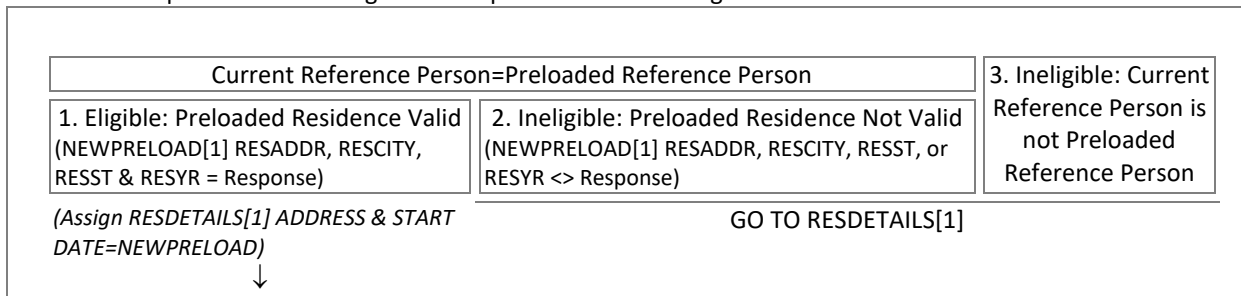 Current Reference Person=Preloaded Reference Person
3. Ineligible: Current
Reference Person is
not Preloaded
Reference Person
1. Eligible: Preloaded Residence Valid
(NEWPRELOAD[1] RESADDR, RESCITY,
RESST & RESYR = Response)
2. Ineligible: Preloaded Residence Not Valid
(NEWPRELOAD[1] RESADDR, RESCITY, RESST, or
RESYR <> Response)
(Assign RESDETAILS[1] ADDRESS & START
DATE=NEWPRELOAD)
↓
GO TO RESDETAILS[1]